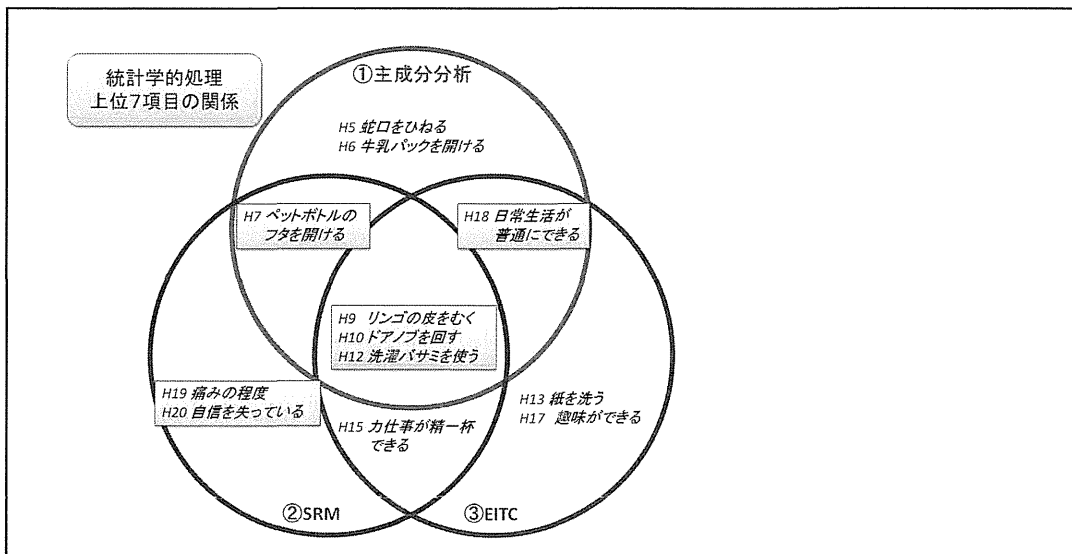 統計学的処理
上位7項目の関係
①主成分分析
H5 蛇口をひねる
H6 牛乳パックを開ける
H7 ペットボトルの
フタを開ける
H18 日常生活が
普通にできる
H9 リンゴの皮をむく
H10 ドアノブを回す
H12 洗濯バサミを使う
H19 痛みの程度
H20 自信を失っている
H15 力仕事が精一杯
できる
H13 紙を洗う
H17 趣味ができる
②SRM
③EITC